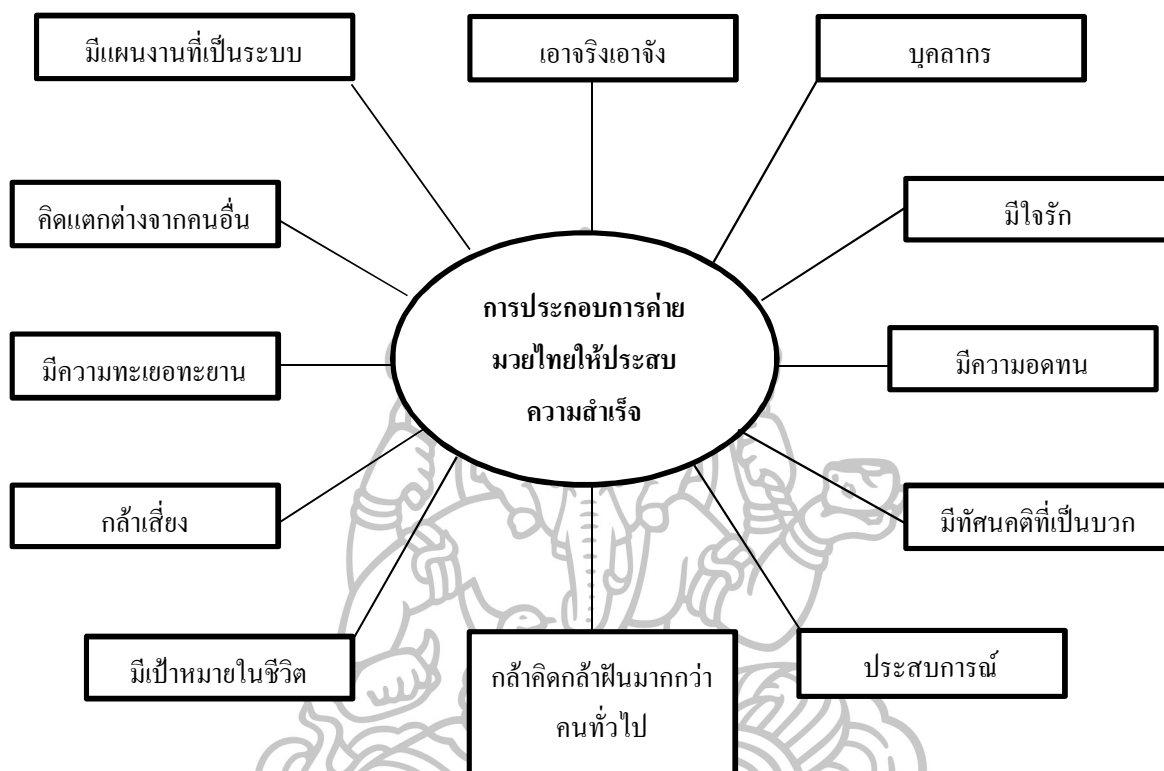 มีแผนงานที่เป็นระบบ
เอาจริงเอาจัง
บุคลากร
คิดแตกต่างจากคนอื่น
มีใจรัก
การประกอบการค่าย
มวยไทยให้ประสบ
ความสำเร็จ
มีความทะเยอทะยาน
มีความอดทน
กล้าเสี่ยง
มีทัศนคติที่เป็นบวก
มีเป้าหมายในชีวิต
กล้าคิดกล้าฝันมากกว่า
คนทั่วไป
ประสบการณ์